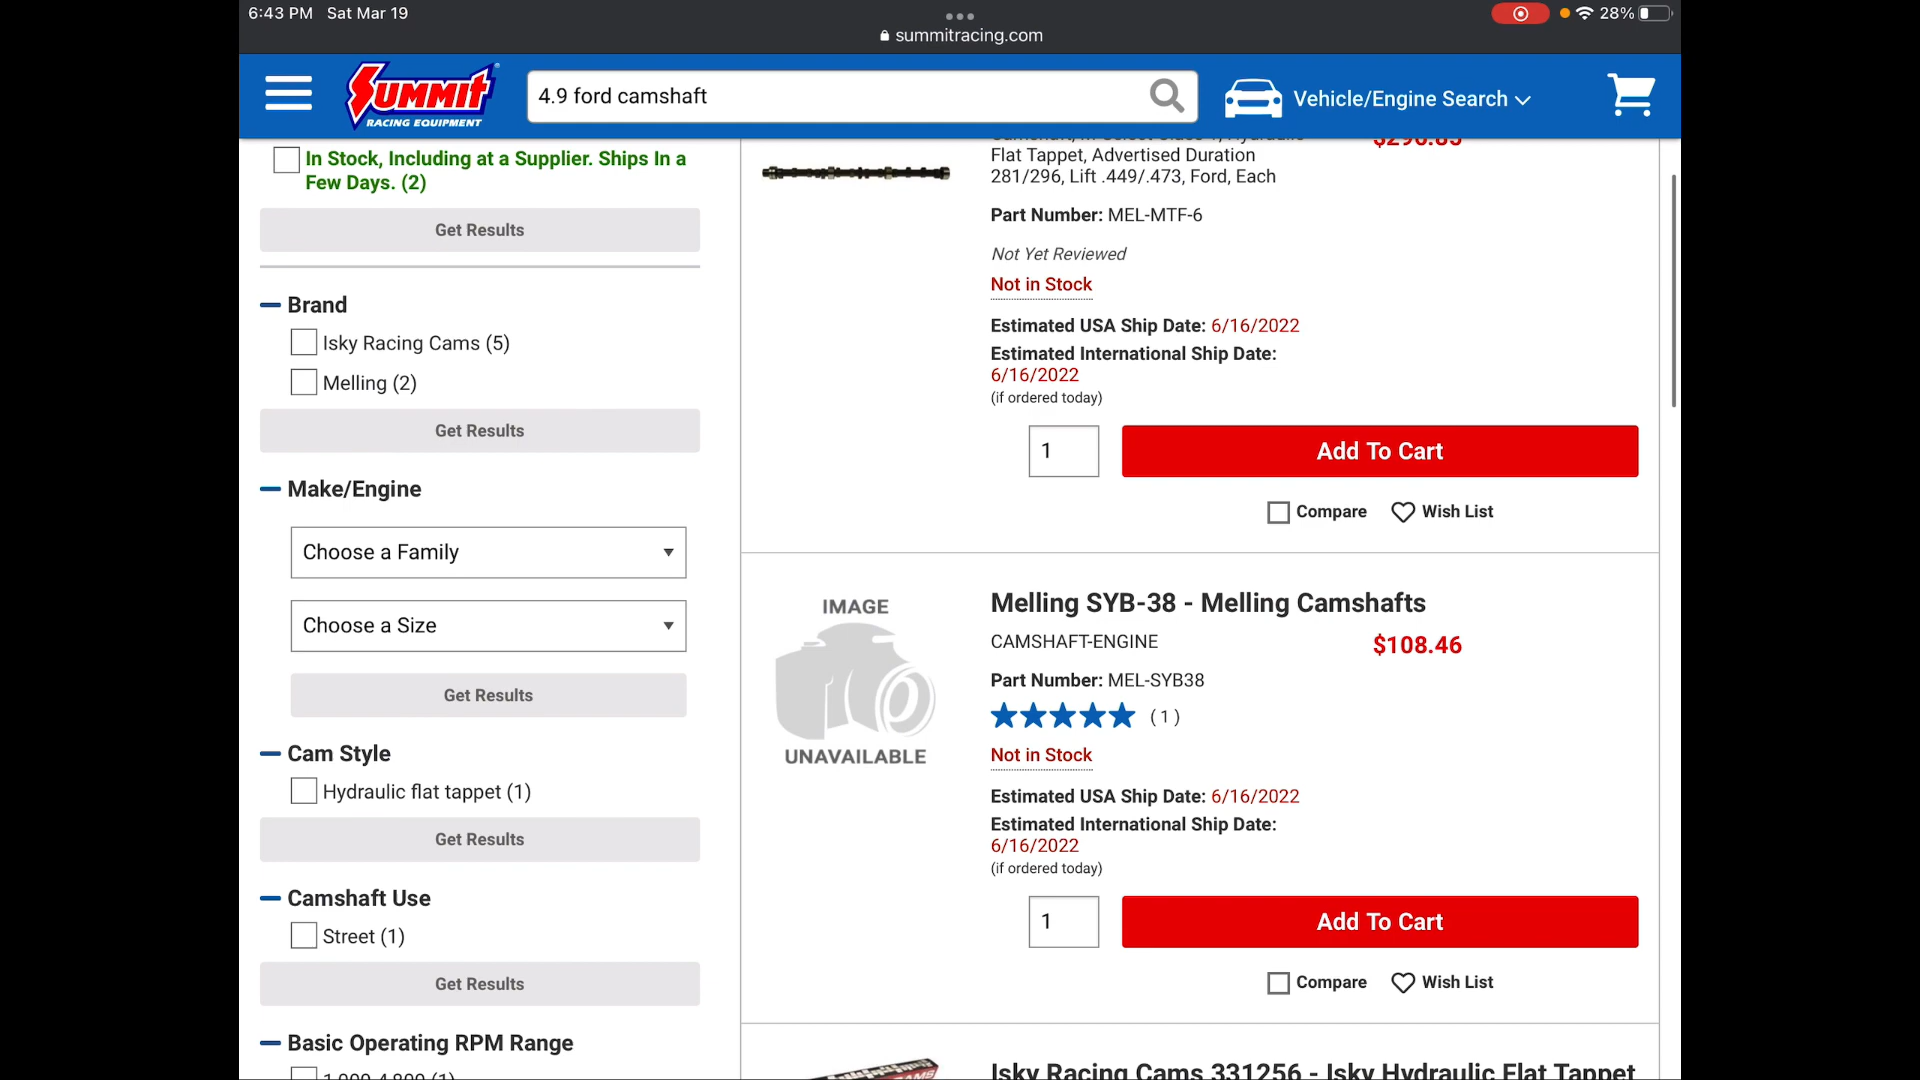 6:43 PM Sat Mar 19
28%
summitracing.com
SUMMIT
RACING EQUIPMENT
4.9 ford camshaft
Vehicle/Engine Search
In Stock, Including at a Supplier. Ships In a
Few Days. (2)
Get Results
Brand
Isky Racing Cams (5)
Melling (2)
Get Results
Make/Engine
Choose a Family
Choose a Size
Get Results
Cam Style
Hydraulic flat tappet (1)
Get Results
Camshaft Use
Street (1)
Get Results
Basic Operating RPM Range
1,000-4,800 (1)
Flat Tappet, Advertised Duration
281/296, Lift .449/.473, Ford, Each
Part Number: MEL-MTF-6
Not Yet Reviewed
Not in Stock
Estimated USA Ship Date: 6/16/2022
Estimated International Ship Date:
6/16/2022
(if ordered today)
1
Add To Cart
Compare
Wish List
IMAGE
UNAVAILABLE
Melling SYB-38 - Melling Camshafts
CAMSHAFT-ENGINE
$108.46
Part Number: MEL-SYB38
(1)
Not in Stock
Estimated USA Ship Date: 6/16/2022
Estimated International Ship Date:
6/16/2022
(if ordered today)
1
Add To Cart
Compare
Wish List
Isky Racing Cams 331256 - Isky Hydraulic Flat Tappet